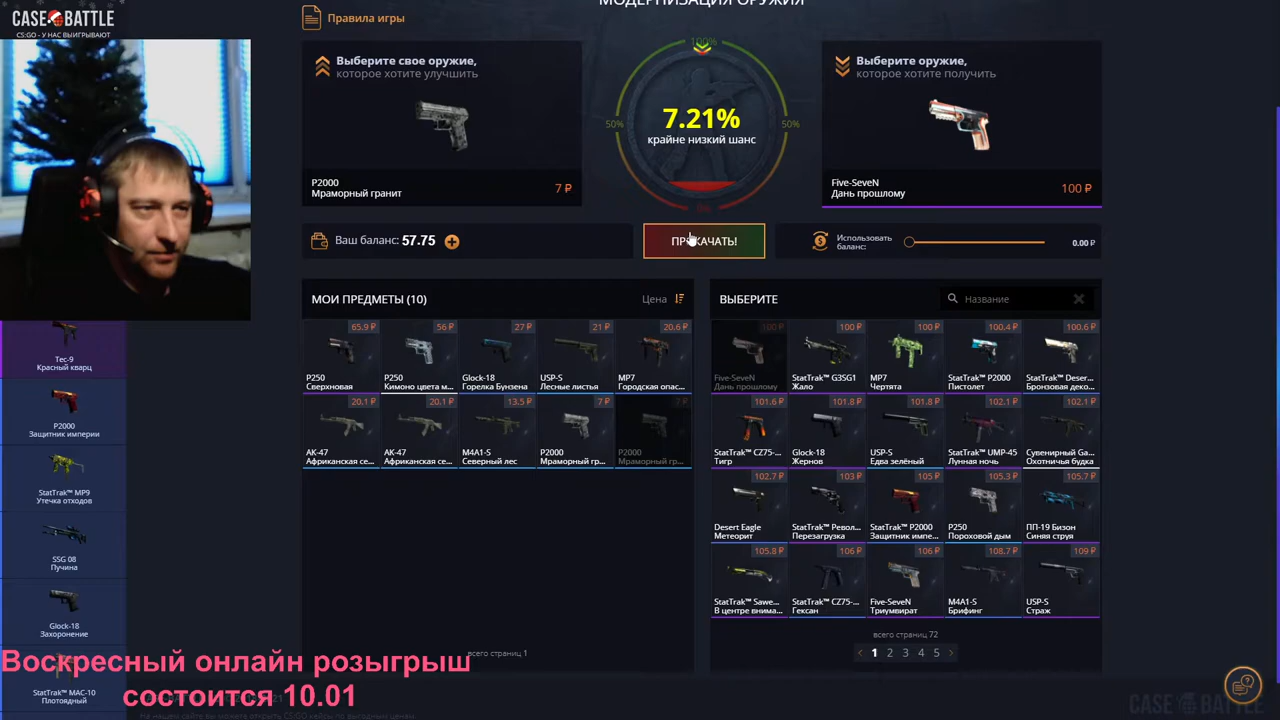 CASE BATTLE
CS:GO - У НАС ВЫИГРЫВАЮТ
МОДЕРНИЗАЦИЯ ОРУЖИЯ
Правила игры
Выберите свое оружие,
которое хотите улучшить
P2000
Мраморный гранит
7 ₽
100%
50%
50%
7.21%
крайне низкий шанс
Выберите оружие,
которое хотите получить
Five-SeveN
Дань прошлому
100 ₽
Ваш баланс: 57.75
Использовать
баланс:
0.00 ₽
МОИ ПРЕДМЕТЫ (10)
Цена
65.9 ₽
P250
Сверхновая
56 ₽
P250
Кимоно цвета м...
27 ₽
Glock-18
Горелка Бунзена
21 ₽
USP-S
Лесные листья
20,6 ₽
MP7
Городская опас...
20.1 ₽
AK-47
Африканская се...
20.1 ₽
AK-47
Африканская се...
13.5 ₽
M4A1-S
Северный лес
7 ₽
P2000
Мраморный гр...
7 ₽
P2000
Мраморный гр...
всего страниц 1
ВЫБЕРИТЕ
Название
100 ₽
Five-SeveN
Дань прошлому
100 ₽
StatTrak™ G3SG1
Жало
100 ₽
MP7
Чертята
100.4 ₽
StatTrak™ P2000
Пистолет
100.6 ₽
StatTrak™ Deser...
Бронзовая деко...
101.6 ₽
StatTrak™ CZ75-...
Тигр
101.8 ₽
Glock-18
Жернов
101.8 ₽
USP-S
Едва зелёный
102.1 ₽
StatTrak™ UMP-45
Лунная ночь
102.1 ₽
Сувенирный Ga...
Охотничья будка
102.7 ₽
Desert Eagle
Метеорит
103 ₽
StatTrak™ Револ...
Перезагрузка
105 ₽
StatTrak™ P2000
Защитник импе...
105.3 ₽
P250
Пороховой дым
105.7 ₽
ПП-19 Бизон
Синяя струя
105.8 ₽
StatTrak™ Sawe...
В центре внима...
106 ₽
StatTrak™ CZ75-...
Гексан
106 ₽
Five-SeveN
Триумвират
108.7 ₽
M4A1-S
Брифинг
109 ₽
USP-S
Страж
всего страниц 72
1 2 3 4 5
Tec-9
Красный кварц
P2000
Защитник империи
StatTrak™ MP9
Утечка отходов
SSG 08
Пучина
Glock-18
Захоронение
StatTrak™ MAC-10
Плотоядный
Воскресный онлайн розыгрыш
состоится 10.01
CASE BATTLE